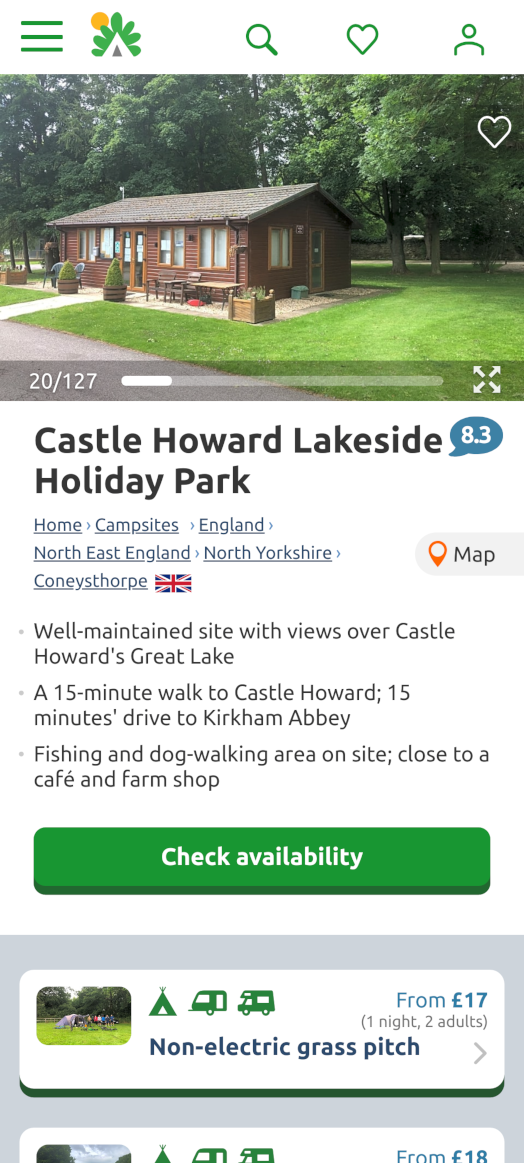 20/127
Castle Howard Lakeside 8.3
Holiday Park
Home › Campsites › England ›
North East England › North Yorkshire ›
Map
Coneysthorpe
• Well-maintained site with views over Castle
Howard's Great Lake
• A 15-minute walk to Castle Howard; 15
minutes' drive to Kirkham Abbey
• Fishing and dog-walking area on site; close to a
café and farm shop
Check availability
From £17
(1 night, 2 adults)
Non-electric grass pitch
From £18